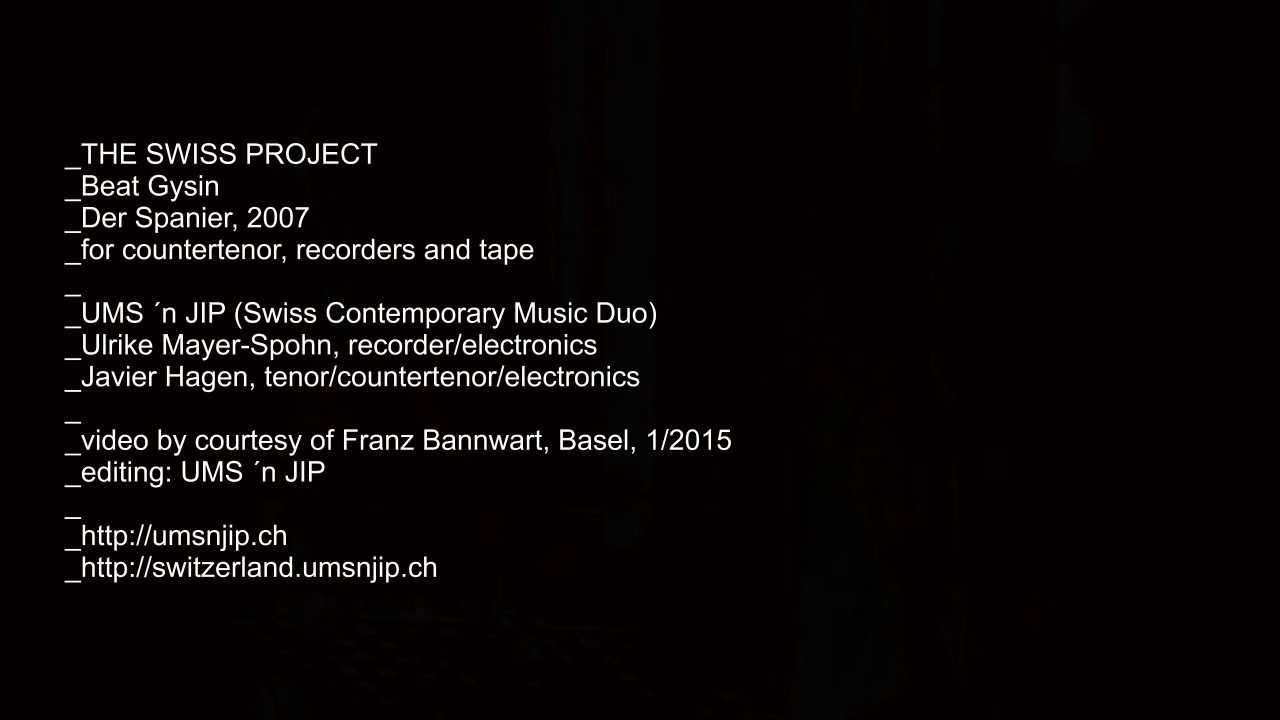 _THE SWISS PROJECT
_Beat Gysin
_Der Spanier, 2007
_for countertenor, recorders and tape
_
_UMS ´n JIP (Swiss Contemporary Music Duo)
_Ulrike Mayer-Spohn, recorder/electronics
_Javier Hagen, tenor/countertenor/electronics
_
_video by courtesy of Franz Bannwart, Basel, 1/2015
_editing: UMS ´n JIP
_
_http://umsnjip.ch
_http://switzerland.umsnjip.ch